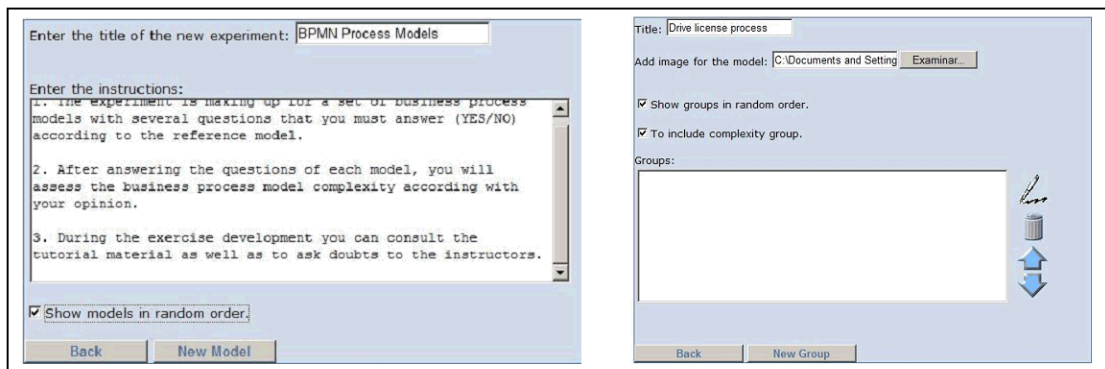 Enter the title of the new experiment: BPMN Process Models
Enter the instructions:
1. The experiment is making up for a set of business process
models with several questions that you must answer (YES/NO)
according to the reference model.
2. After answering the questions of each model, you will
assess the business process model complexity according with
your opinion.
3. During the exercise development you can consult the
tutorial material as well as to ask doubts to the instructors.
Show models in random order.
Back New Model
Title: Drive license process
Add image for the model: C:\Documents and Setting Examinar...
Show groups in random order.
To include complexity group.
Groups:
Back New Group